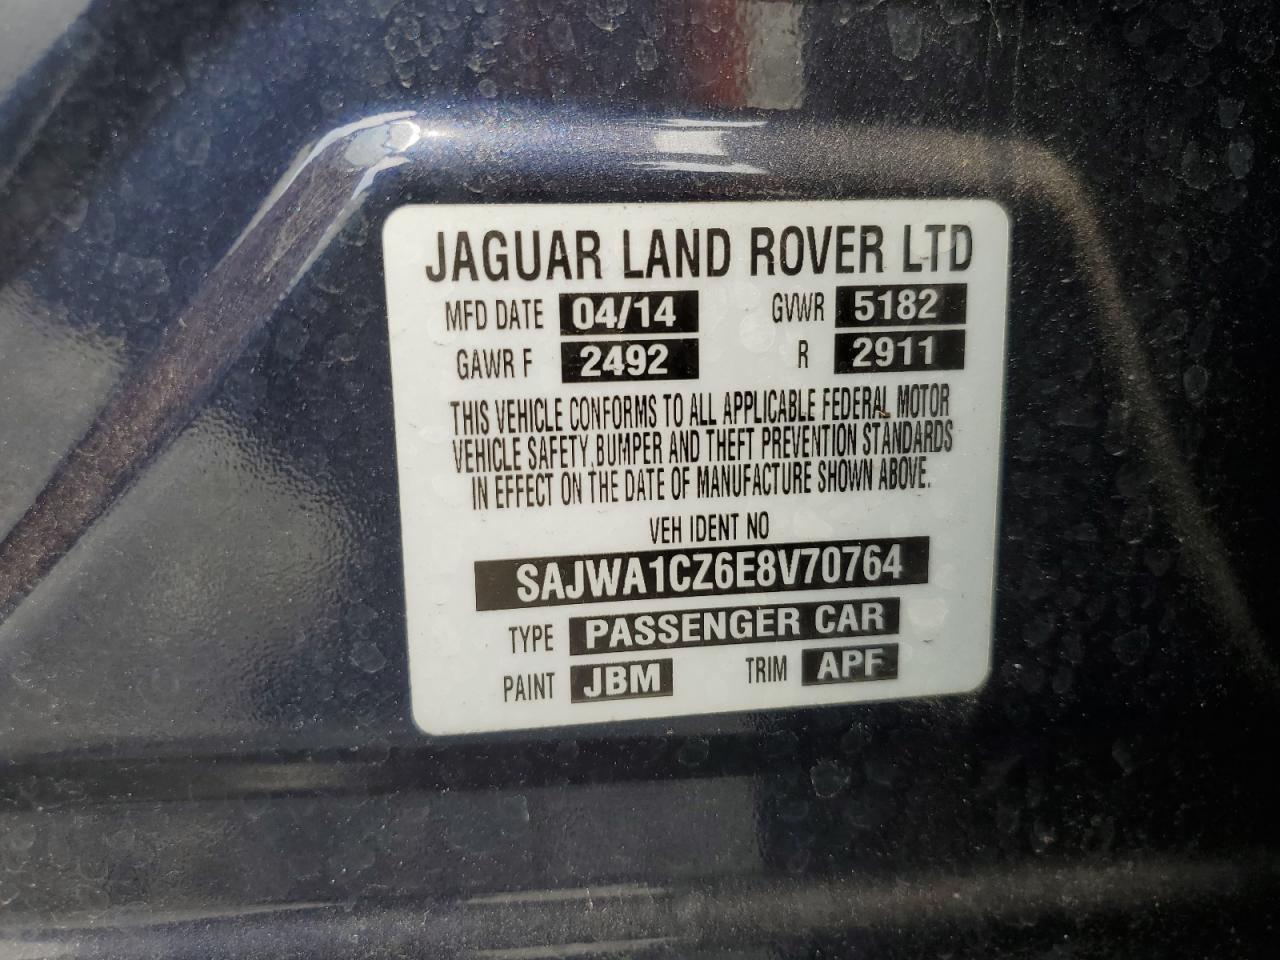 JAGUAR LAND ROVER LTD
MFD DATE 04/14 GVWR 5182
GAWR F 2492 R 2911
THIS VEHICLE CONFORMS TO ALL APPLICABLE FEDERAL MOTOR
VEHICLE SAFETY, BUMPER AND THEFT PREVENTION STANDARDS
IN EFFECT ON THE DATE OF MANUFACTURE SHOWN ABOVE.
VEH IDENT NO
SAJWA1CZ6E8V70764
TYPE PASSENGER CAR
PAINT JBM TRIM APF